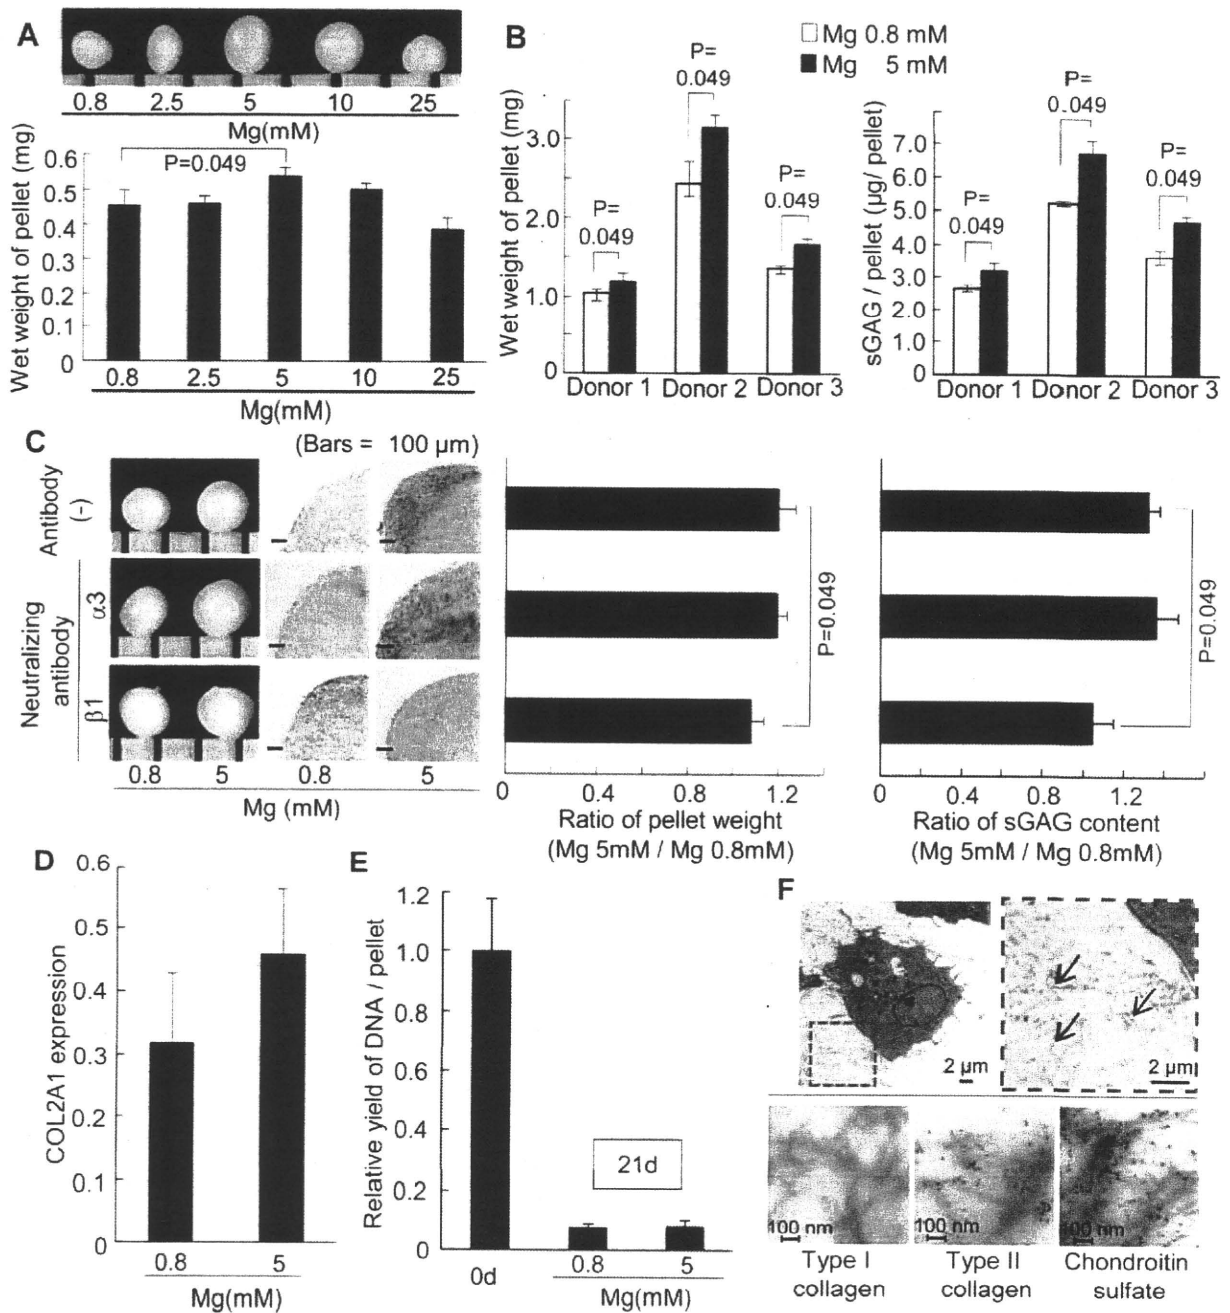 A
0.8 2.5 5 10 25
Mg(mM)
Wet weight of pellet (mg)
0.6
0.5
0.4
0.3
0.2
0.1
0
P=0.049
0.8 2.5 5 10 25
Mg(mM)
B
Mg 0.8 mM
Mg 5 mM
Wet weight of pellet (mg)
3.0
2.0
1.0
0
P=
0.049
P=
0.049
P=
0.049
Donor 1 Donor 2 Donor 3
sGAG / pellet (μg/ pellet)
7.0
6.0
5.0
4.0
3.0
2.0
1.0
0
P=
0.049
P=
0.049
P=
0.049
Donor 1 Donor 2 Donor 3
C
(Bars = 100 μm)
Antibody
(-)
Neutralizing
antibody
α3
β1
0.8 5 0.8 5
Mg (mM)
P=0.049
0 0.4 0.8 1.2
Ratio of pellet weight
(Mg 5mM / Mg 0.8mM)
P=0.049
0 0.4 0.8 1.2
Ratio of sGAG content
(Mg 5mM / Mg 0.8mM)
D
COL2A1 expression
0.6
0.5
0.4
0.3
0.2
0.1
0
0.8 5
Mg(mM)
E
Relative yield of DNA / pellet
1.2
1.0
0.8
0.6
0.4
0.2
0
21d
0d
0.8 5
Mg(mM)
F
2 μm
2 μm
100 nm
100 nm
100 nm
Type I
collagen
Type II
collagen
Chondroitin
sulfate